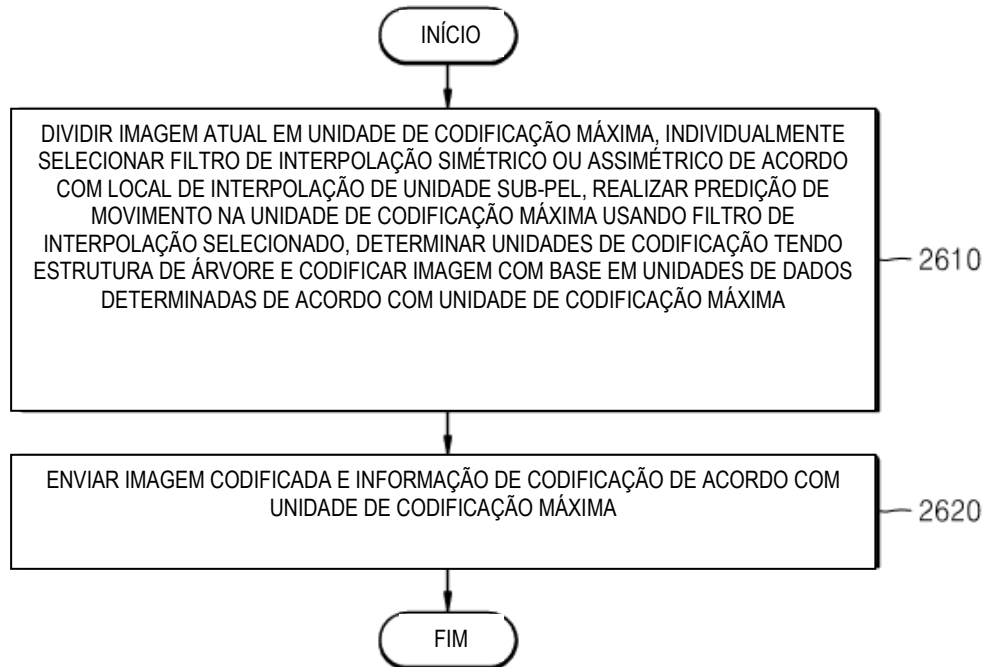 INÍCIO
DIVIDIR IMAGEM ATUAL EM UNIDADE DE CODIFICAÇÃO MÁXIMA, INDIVIDUALMENTE
SELECIONAR FILTRO DE INTERPOLAÇÃO SIMÉTRICO OU ASSIMÉTRICO DE ACORDO
COM LOCAL DE INTERPOLAÇÃO DE UNIDADE SUB-PEL, REALIZAR PREDIÇÃO DE
MOVIMENTO NA UNIDADE DE CODIFICAÇÃO MÁXIMA USANDO FILTRO DE
INTERPOLAÇÃO SELECIONADO, DETERMINAR UNIDADES DE CODIFICAÇÃO TENDO
ESTRUTURA DE ÁRVORE E CODIFICAR IMAGEM COM BASE EM UNIDADES DE DADOS
DETERMINADAS DE ACORDO COM UNIDADE DE CODIFICAÇÃO MÁXIMA
2610
ENVIAR IMAGEM CODIFICADA E INFORMAÇÃO DE CODIFICAÇÃO DE ACORDO COM
UNIDADE DE CODIFICAÇÃO MÁXIMA
2620
FIM